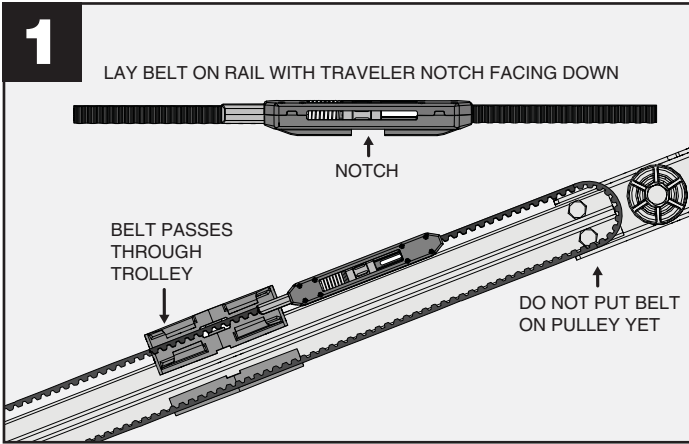 1
LAY BELT ON RAIL WITH TRAVELER NOTCH FACING DOWN
NOTCH
BELT PASSES
THROUGH
TROLLEY
DO NOT PUT BELT
ON PULLEY YET